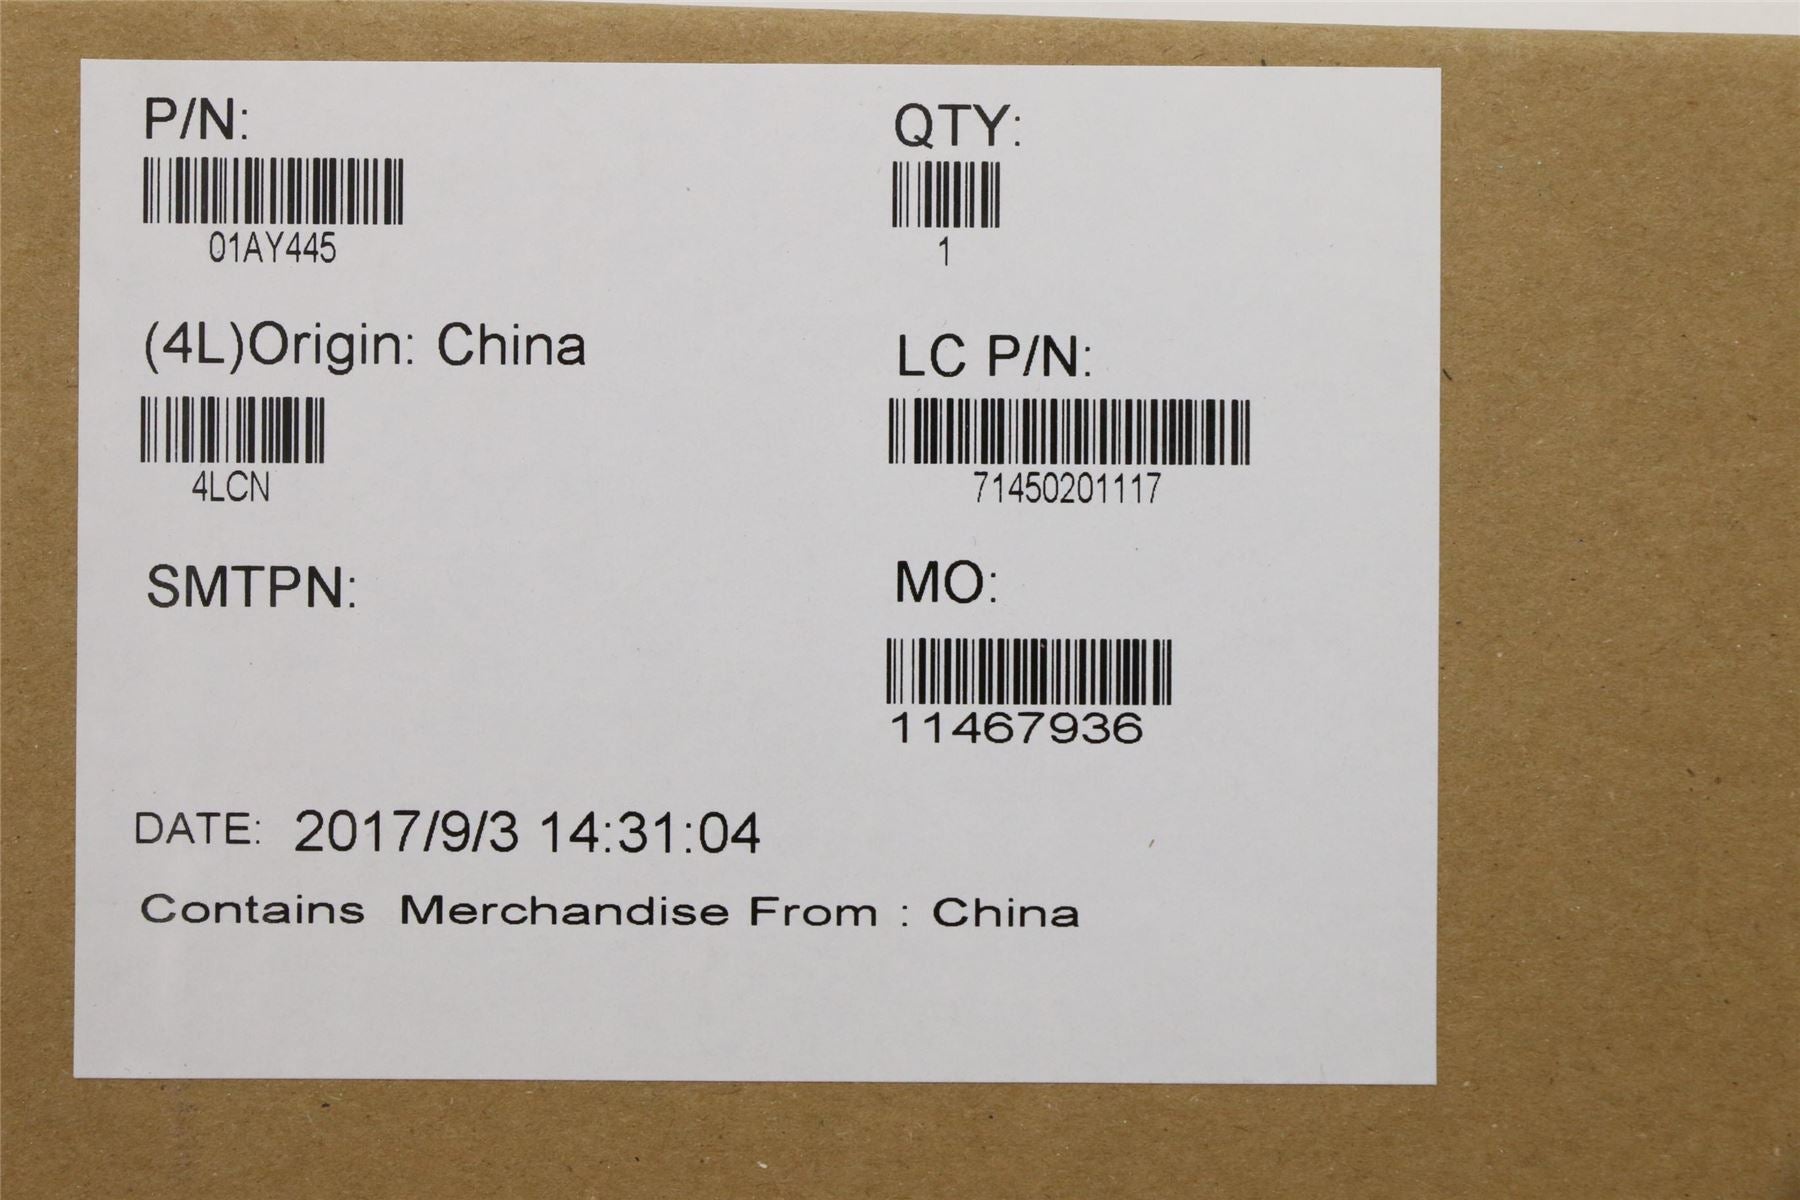 P/N:
QTY:
01AY445
1
(4L)Origin: China
LC P/N:
4LCN
71450201117
SMTPN:
MO:
11467936
DATE: 2017/9/3 14:31:04
Contains Merchandise From : China